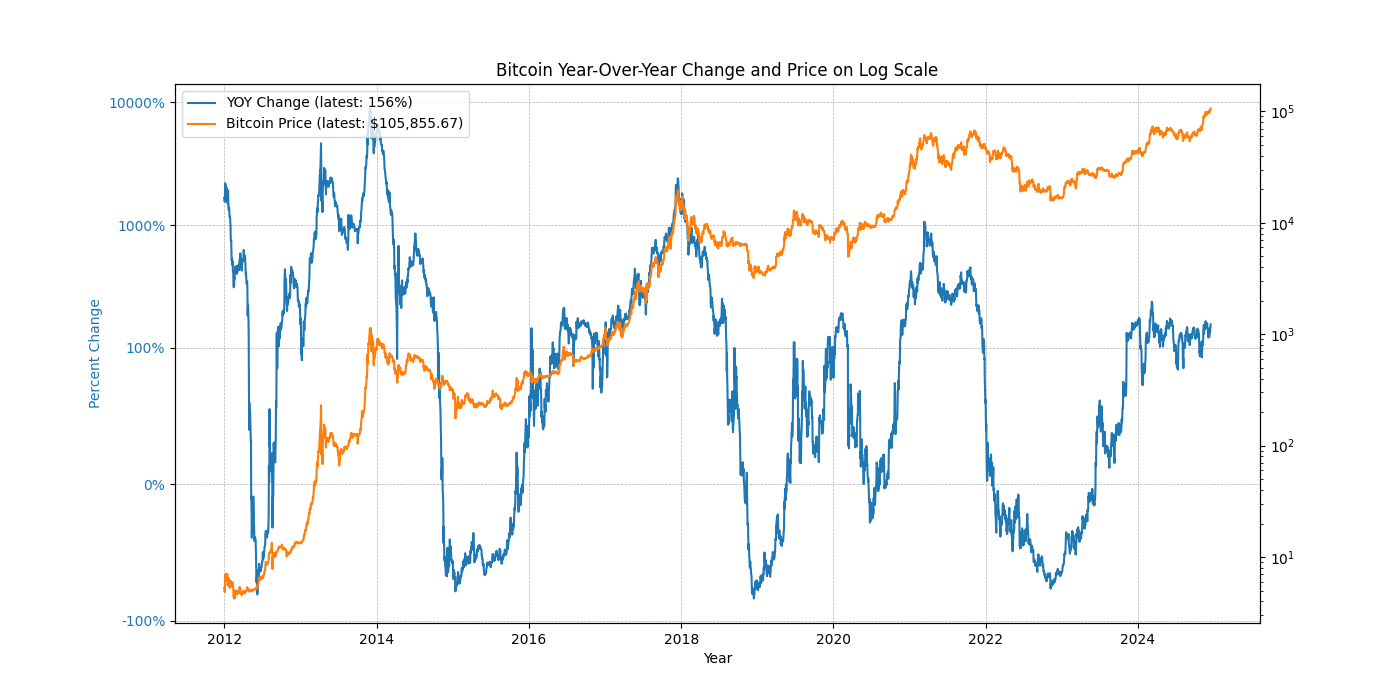 Bitcoin Year-Over-Year Change and Price on Log Scale
YOY Change (latest: 156%)
Bitcoin Price (latest: $105,855.67)
10000%
1000%
100%
0%
-100%
Percent Change
10^5
10^4
10^3
10^2
10^1
2012 2014 2016 2018 2020 2022 2024
Year